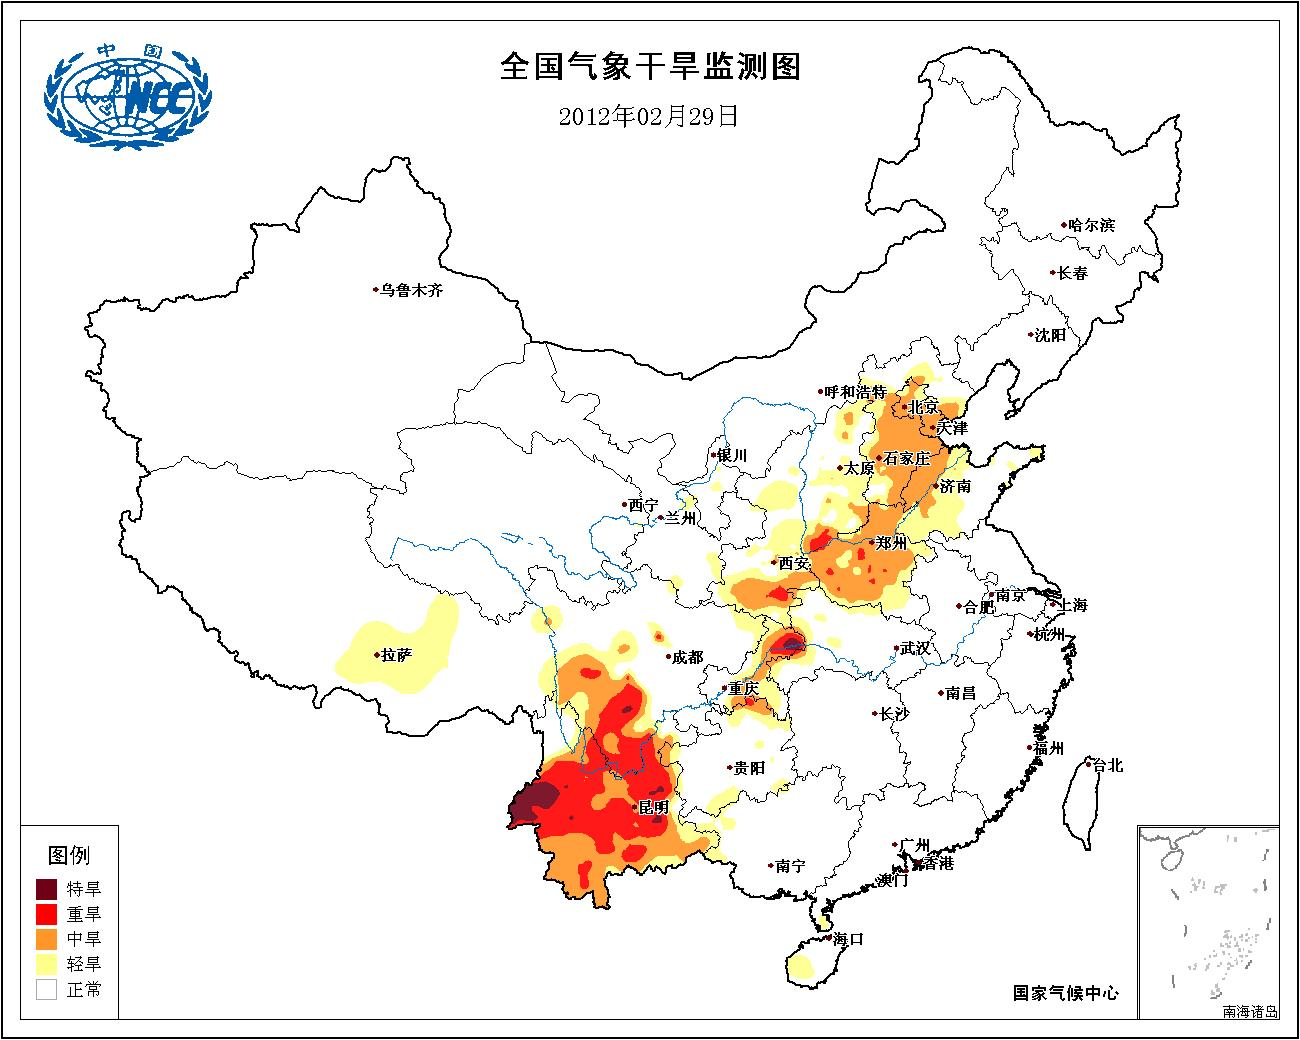 中国
NCC
全国气象干旱监测图
2012年02月29日
哈尔滨
长春
乌鲁木齐
沈阳
呼和浩特
北京
天津
银川
石家庄
太原
济南
西宁
兰州
郑州
西安
南京
合肥
上海
杭州
拉萨
成都
武汉
重庆
南昌
长沙
福州
贵阳
台北
昆明
广州
香港
南宁
澳门
海口
图例
特旱
重旱
中旱
轻旱
正常
国家气候中心
南海诸岛